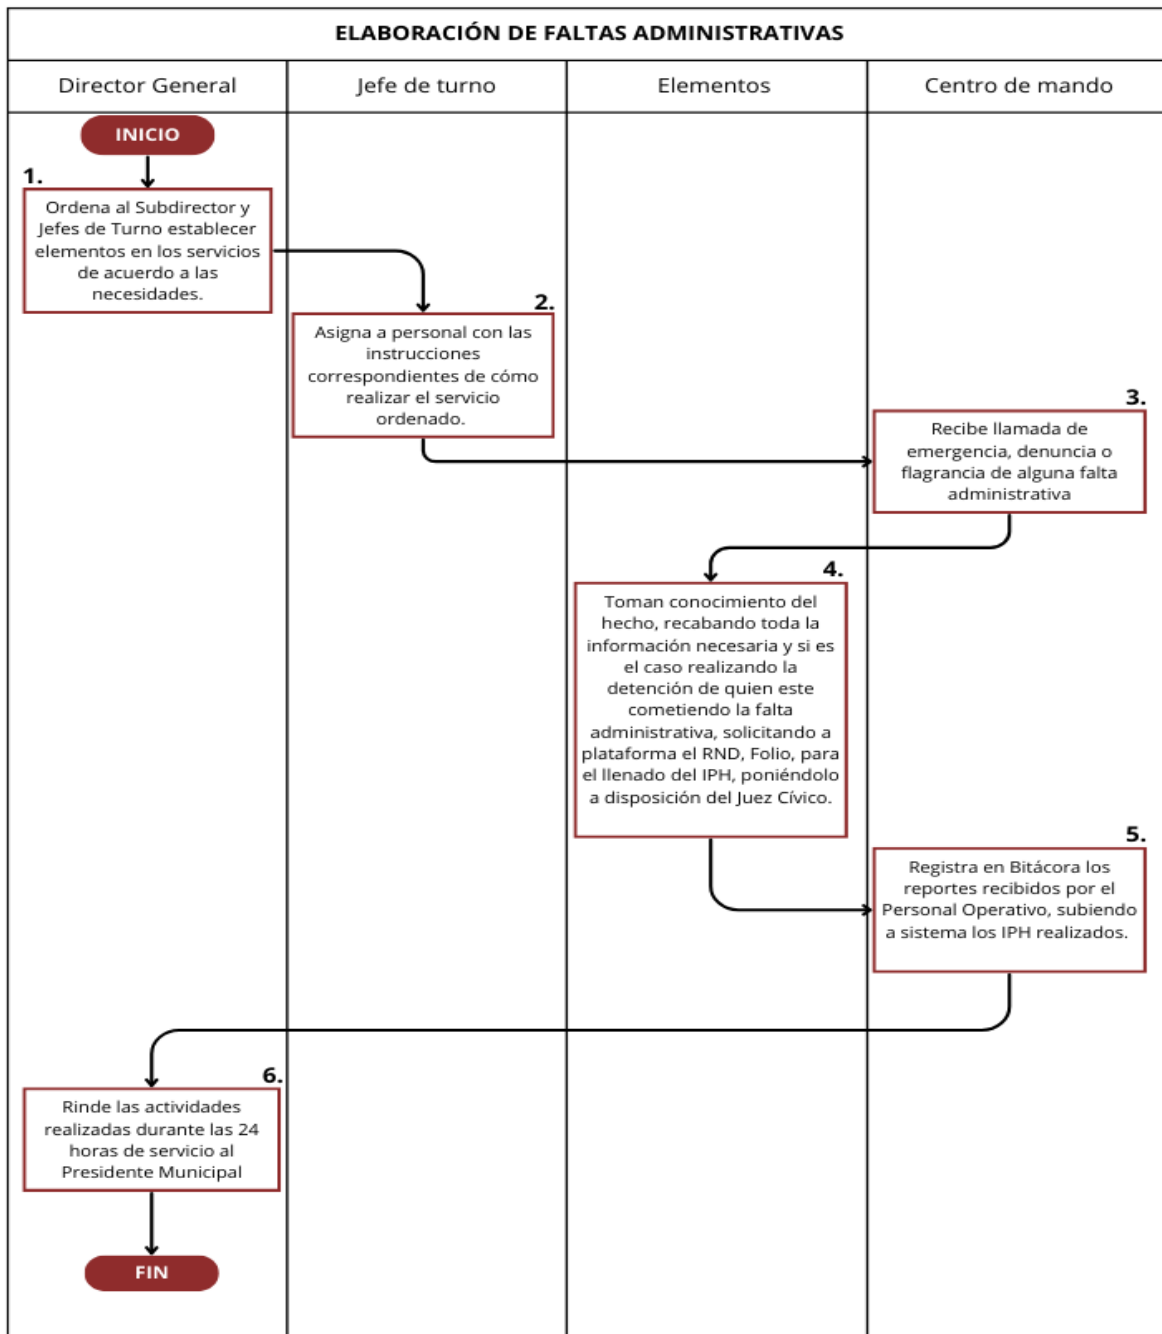 ELABORACIÓN DE FALTAS ADMINISTRATIVAS
Director General
Jefe de turno
Elementos
Centro de mando
INICIO
1.
Ordena al Subdirector y
Jefes de Turno establecer
elementos en los servicios
de acuerdo a las
necesidades.
2.
Asigna a personal con las
instrucciones
correspondientes de cómo
realizar el servicio
ordenado.
3.
Recibe llamada de
emergencia, denuncia o
flagrancia de alguna falta
administrativa
4.
Toman conocimiento del
hecho, recabando toda la
información necesaria y si es
el caso realizando la
detención de quien este
cometiendo la falta
administrativa, solicitando a
plataforma el RND, Folio, para
el llenado del IPH, poniéndolo
a disposición del Juez Cívico.
5.
Registra en Bitácora los
reportes recibidos por el
Personal Operativo, subiendo
a sistema los IPH realizados.
6.
Rinde las actividades
realizadas durante las 24
horas de servicio al
Presidente Municipal
FIN